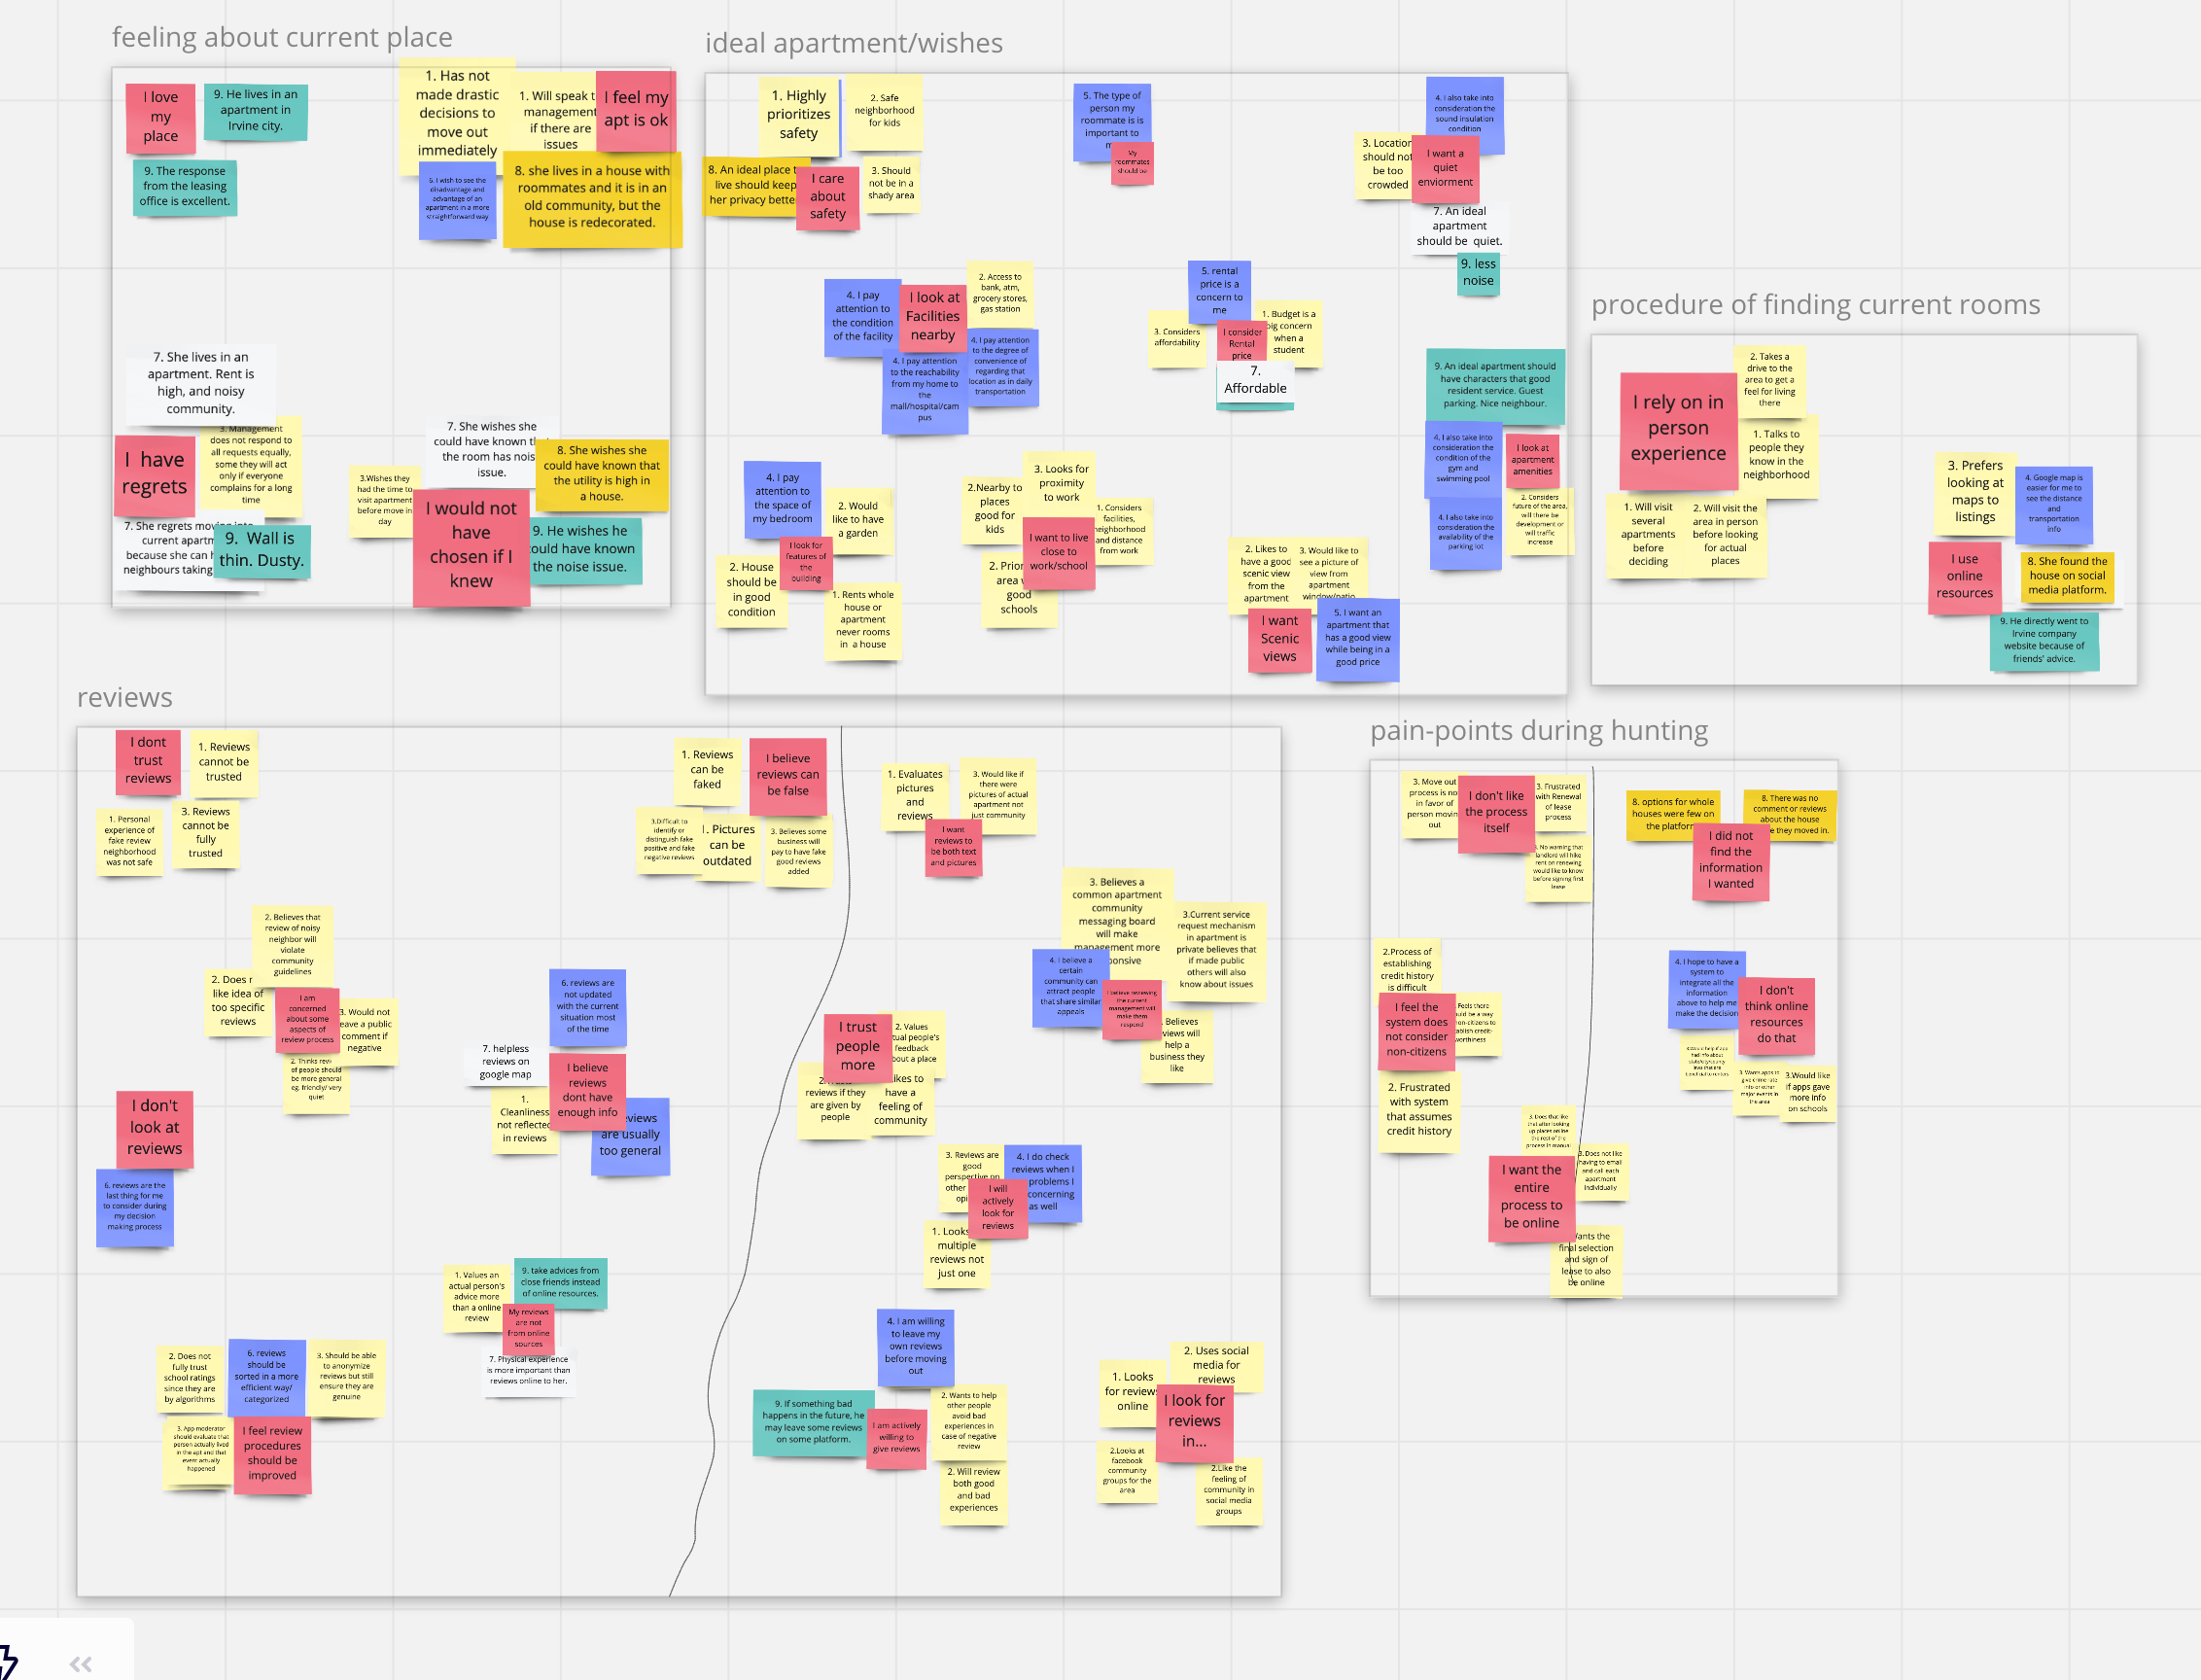 feeling about current place
I love
my
place
9. He lives in an
apartment in
Irvine city.
9. The response
from the leasing
office is excellent.
1. Has not
made drastic
decisions to
move out
immediately
1. Will speak t
management
if there are
issues
I feel my
apt is ok
I wish to see the
disadvantage and
advantage of an
apartment in a more
straightforward way
8. she lives in a house with
roommates and it is in an
old community, but the
house is redecorated.
7. She lives in an
apartment. Rent is
high, and noisy
community.
3. Management
does not respond to
all requests equally,
some they will act
only if everyone
complains for a long
time
I have
regrets
7. She regrets moving into
current apartm
because she can h
neighbours taking
9. Wall is
thin. Dusty.
3.Wishes they
had the time to
visit apartment
before move in
day
7. She wishes she
could have known that
the room has nois
issue.
8. She wishes she
could have known that
the utility is high in
a house.
I would not
have
chosen if I
knew
9. He wishes he
could have known
the noise issue.
ideal apartment/wishes
1. Highly
prioritizes
safety
2. Safe
neighborhood
for kids
8. An ideal place t
live should keep
her privacy bette
I care
about
safety
3. Should
not be in a
shady area
5. The type of
person my
roommate is is
important to
m
My
roommates
should be
4. I also take into
consideration the
sound insulation
condition
3. Location
should not
be too
crowded
I want a
quiet
enviorment
7. An ideal
apartment
should be quiet.
9. less
noise
4. I pay
attention to
the condition
of the facility
I look at
Facilities
nearby
2. Access to
bank, atm,
grocery stores,
gas station
4. I pay attention
to the reachability
from my home to
the
mall/hospital/cam
pus
4. I pay attention
to the degree of
convenience of
regarding that
location as in daily
transportation
5. rental
price is a
concern to
me
3. Considers
affordability
I consider
Rental
price
1. Budget is a
big concern
when a
student
7.
Affordable
9. An ideal apartment should
have characters that good
resident service. Guest
parking. Nice neighbour.
4. I also take into
consideration the
condition of the
gym and
swimming pool
I look at
apartment
amenities
4. I also take into
consideration the
availability of the
parking lot
2. Considers
future of the area,
will there be
development or
will traffic
increase
4. I pay
attention to
the space of
my bedroom
2. Would
like to have
a garden
I look for
features of
the
building
2. House
should be
in good
condition
1. Rents whole
house or
apartment
never rooms
in a house
2.Nearby to
places
good for
kids
3. Looks for
proximity
to work
1. Considers
facilities,
neighborhood
and distance
from work
I want to live
close to
work/school
2. Prior
area w
good
schools
2. Likes to
have a good
scenic view
from the
apartment
3. Would like to
see a picture of
view from
apartment
window/patio
I want
Scenic
views
5. I want an
apartment that
has a good view
while being in a
good price
procedure of finding current rooms
I rely on in
person
experience
2. Takes a
drive to the
area to get a
feel for living
there
1. Talks to
people they
know in the
neighborhood
1. Will visit
several
apartments
before
deciding
2. Will visit the
area in person
before looking
for actual
places
3. Prefers
looking at
maps to
listings
4. Google map is
easier for me to
see the distance
and
transportation
info
I use
online
resources
8. She found the
house on social
media platform.
9. He directly went to
Irvine company
website because of
friends' advice.
reviews
I dont
trust
reviews
1. Reviews
cannot be
trusted
1. Personal
experience of
fake review
neighborhood
was not safe
3. Reviews
cannot be
fully
trusted
1. Reviews
can be
faked
I believe
reviews can
be false
3.Difficult to
identify or
distinguish fake
positive and fake
negative reviews
1. Pictures
can be
outdated
3. Believes some
business will
pay to have fake
good reviews
added
2. Believes that
review of noisy
neighbor will
violate
community
guidelines
2. Does n
like idea of
too specific
reviews
I am
concerned
about some
aspects of
review process
3. Would not
leave a public
comment if
negative
2. Thinks revi
of people should
be more general
eg. friendly/ very
quiet
6. reviews are
not updated
with the current
situation most
of the time
7. helpless
reviews on
google map
I believe
reviews
dont have
enough info
1.
Cleanliness
not reflected
in reviews
reviews
are usually
too general
I don't
look at
reviews
6. reviews are the
last thing for me
to consider during
my decision
making process
1. Values an
actual person's
advice more
than a online
review
9. take advices from
close friends instead
of online resources.
My reviews
are not
from online
sources
7. Physical experience
is more important than
reviews online to her.
2. Does not
fully trust
school ratings
since they are
by algorithms
6. reviews
should be
sorted in a more
efficient way/
categorized
3. Should be able
to anonymize
reviews but still
ensure they are
genuine
3. App moderator
should evaluate that
person actually lived
in the apt and that
event actually
happened
I feel review
procedures
should be
improved
1. Evaluates
pictures
and
reviews
3. Would like if
there were
pictures of actual
apartment not
just community
I want
reviews to
be both text
and pictures
3. Believes a
common apartment
community
messaging board
will make
management more
ponsive
3.Current service
request mechanism
in apartment is
private believes that
if made public
others will also
know about issues
4. I believe a
certain
community can
attract people
that share similar
appeals
I believe reviewing
the current
management will
make them
respond
Believes
views will
help a
business they
like
I trust
people
more
2. Values
tual people's
feedback
about a place
2. Trusts
reviews if they
are given by
people
ikes to
have a
feeling of
community
3. Reviews are
good
perspective on
other
opi
4. I do check
reviews when I
problems I
concerning
as well
I will
actively
look for
reviews
1. Looks
multiple
reviews not
just one
4. I am willing
to leave my
own reviews
before moving
out
9. If something bad
happens in the future, he
may leave some reviews
on some platform.
I am actively
willing to
give reviews
2. Wants to help
other people
avoid bad
experiences in
case of negative
review
2. Will review
both good
and bad
experiences
1. Looks
for reviews
online
2. Uses social
media for
reviews
I look for
reviews
in...
2.Looks at
facebook
community
groups for the
area
2.Like the
feeling of
community in
social media
groups
pain-points during hunting
3. Move out
process is no
in favor of
person movin
out
I don't like
the process
itself
3. Frustrated
with Renewal
of lease
process
No warning that
landlord will hike
rent on renewing
would like to know
before signing first
lease
8. options for whole
houses were few on
the platform
8. There was no
comment or reviews
about the house
e they moved in.
I did not
find the
information
I wanted
2.Process of
establishing
credit history
is difficult
I feel the
system does
not consider
non-citizens
Feels there
uld be a way
on-citizens to
ablish credit-
worthiness
2. Frustrated
with system
that assumes
credit history
4. I hope to have a
system to
integrate all the
information
above to help me
make the decision
I don't
think online
resources
do that
3. Wants apps to
give crime rate
info or other
major events in
the area
3.Would like
if apps gave
more info
on schools
3. Does that like
that after looking
up places online
the rest of the
process in manual
3. Does not like
having to email
and call each
apartment
individually
I want the
entire
process to
be online
Wants the
final selection
and sign of
lease to also
be online